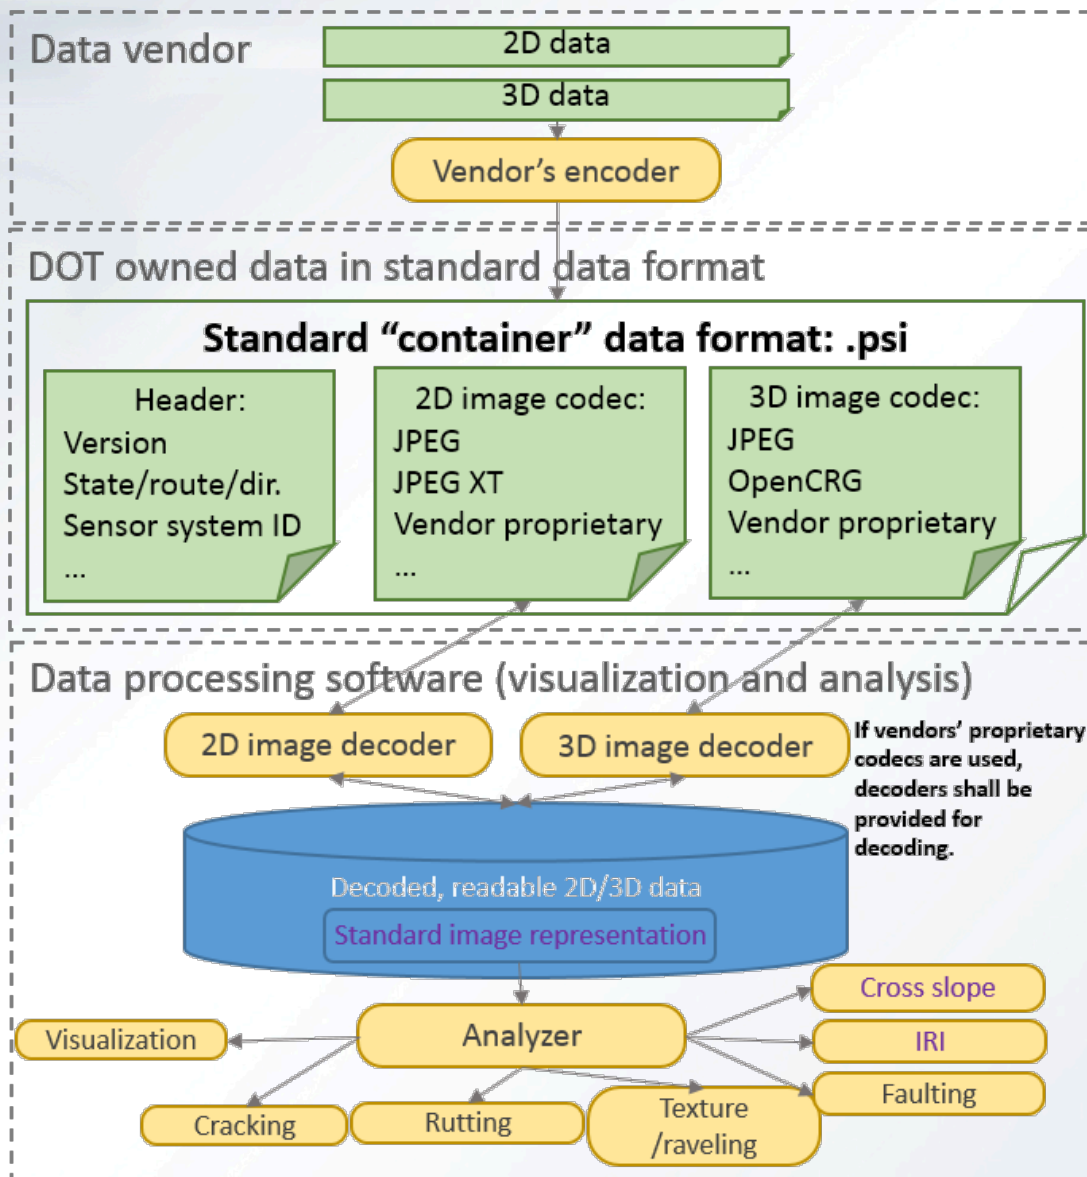 Data vendor
2D data
3D data
Vendor's encoder
DOT owned data in standard data format
Standard “container” data format: .psi
Header:
Version
State/route/dir.
Sensor system ID
...
2D image codec:
JPEG
JPEG XT
Vendor proprietary
...
3D image codec:
JPEG
OpenCRG
Vendor proprietary
...
Data processing software (visualization and analysis)
2D image decoder
3D image decoder
If vendors’ proprietary
codecs are used,
decoders shall be
provided for
decoding.
Decoded, readable 2D/3D data
Standard image representation
Analyzer
Visualization
Cracking
Rutting
Texture
/raveling
Cross slope
IRI
Faulting